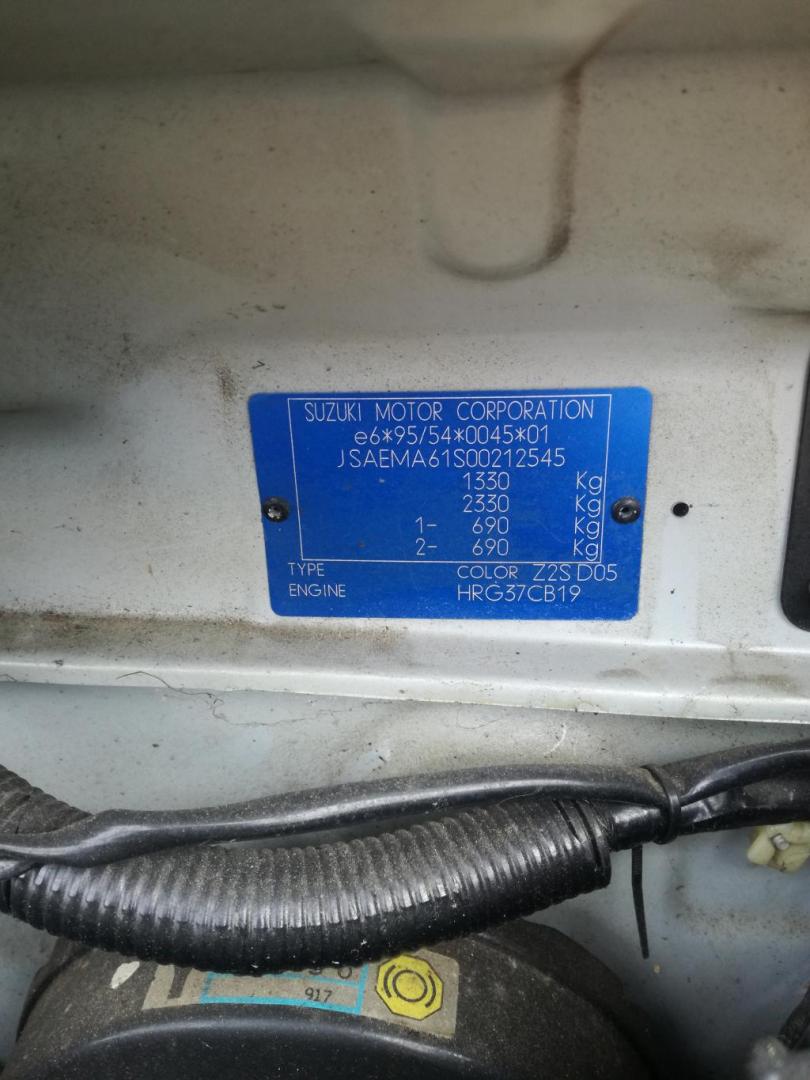 SUZUKI MOTOR CORPORATION
e6*95/54*0045*01
JSAEMA61S00212545
1330 Kg
2330 Kg
1- 690 Kg
2- 690 Kg
TYPE COLOR Z2S D05
ENGINE HRG37CB19
917